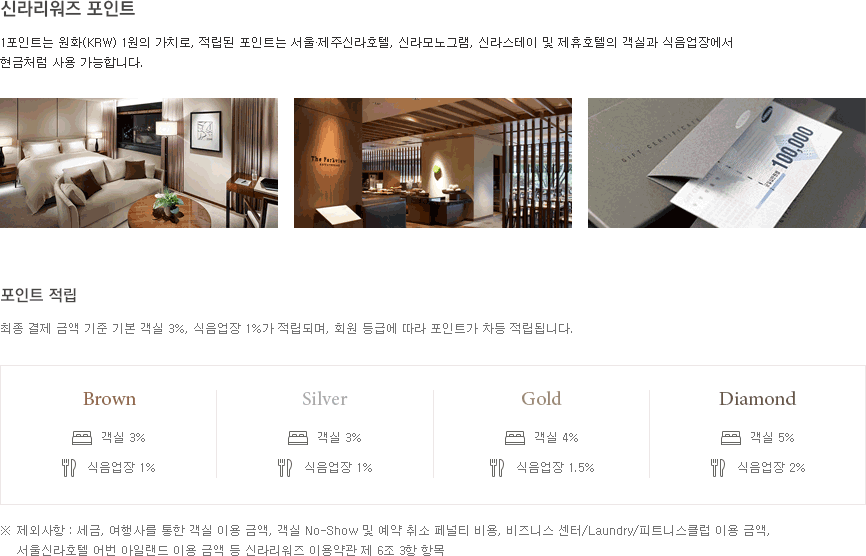 신라리워즈 포인트
1포인트는 원화(KRW) 1원의 가치로, 적립된 포인트는 서울·제주신라호텔, 신라모노그램, 신라스테이 및 제휴호텔의 객실과 식음업장에서
현금처럼 사용 가능합니다.
The Parkview
GIFT CERTIFICATE
100,000
포인트 적립
최종 결제 금액 기준 기본 객실 3%, 식음업장 1%가 적립되며, 회원 등급에 따라 포인트가 차등 적립됩니다.
Brown
객실 3%
식음업장 1%
Silver
객실 3%
식음업장 1%
Gold
객실 4%
식음업장 1.5%
Diamond
객실 5%
식음업장 2%
※ 제외사항 : 세금, 여행사를 통한 객실 이용 금액, 객실 No-Show 및 예약 취소 페널티 비용, 비즈니스 센터/Laundry/피트니스클럽 이용 금액,
서울신라호텔 어번 아일랜드 이용 금액 등 신라리워즈 이용약관 제 6조 3항 항목